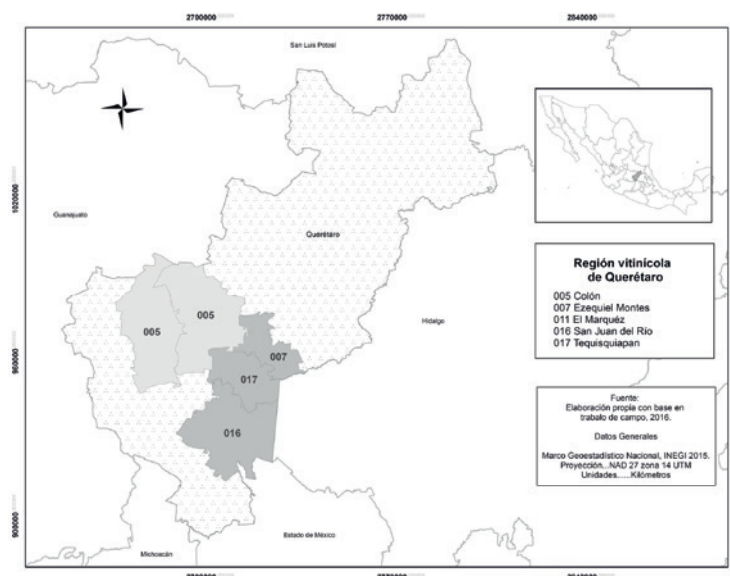 2700000 2770000 2840000
San Luis Potosí
1020000
Guanajuato
Querétaro
Región vitinícola
de Querétaro
005 Colón
007 Ezequiel Montes
011 El Marquéz
016 San Juan del Río
017 Tequisquiapan
005
005
Hidalgo
960000
007
017
016
Fuente:
Elaboración propia con base en
trabalo de campo, 2016.
Datos Generales
Marco Geoestadístico Nacional, INEGI 2015.
Proyección...NAD 27 zona 14 UTM
Unidades......Kilómetros
900000
Estado de México
Michoacán